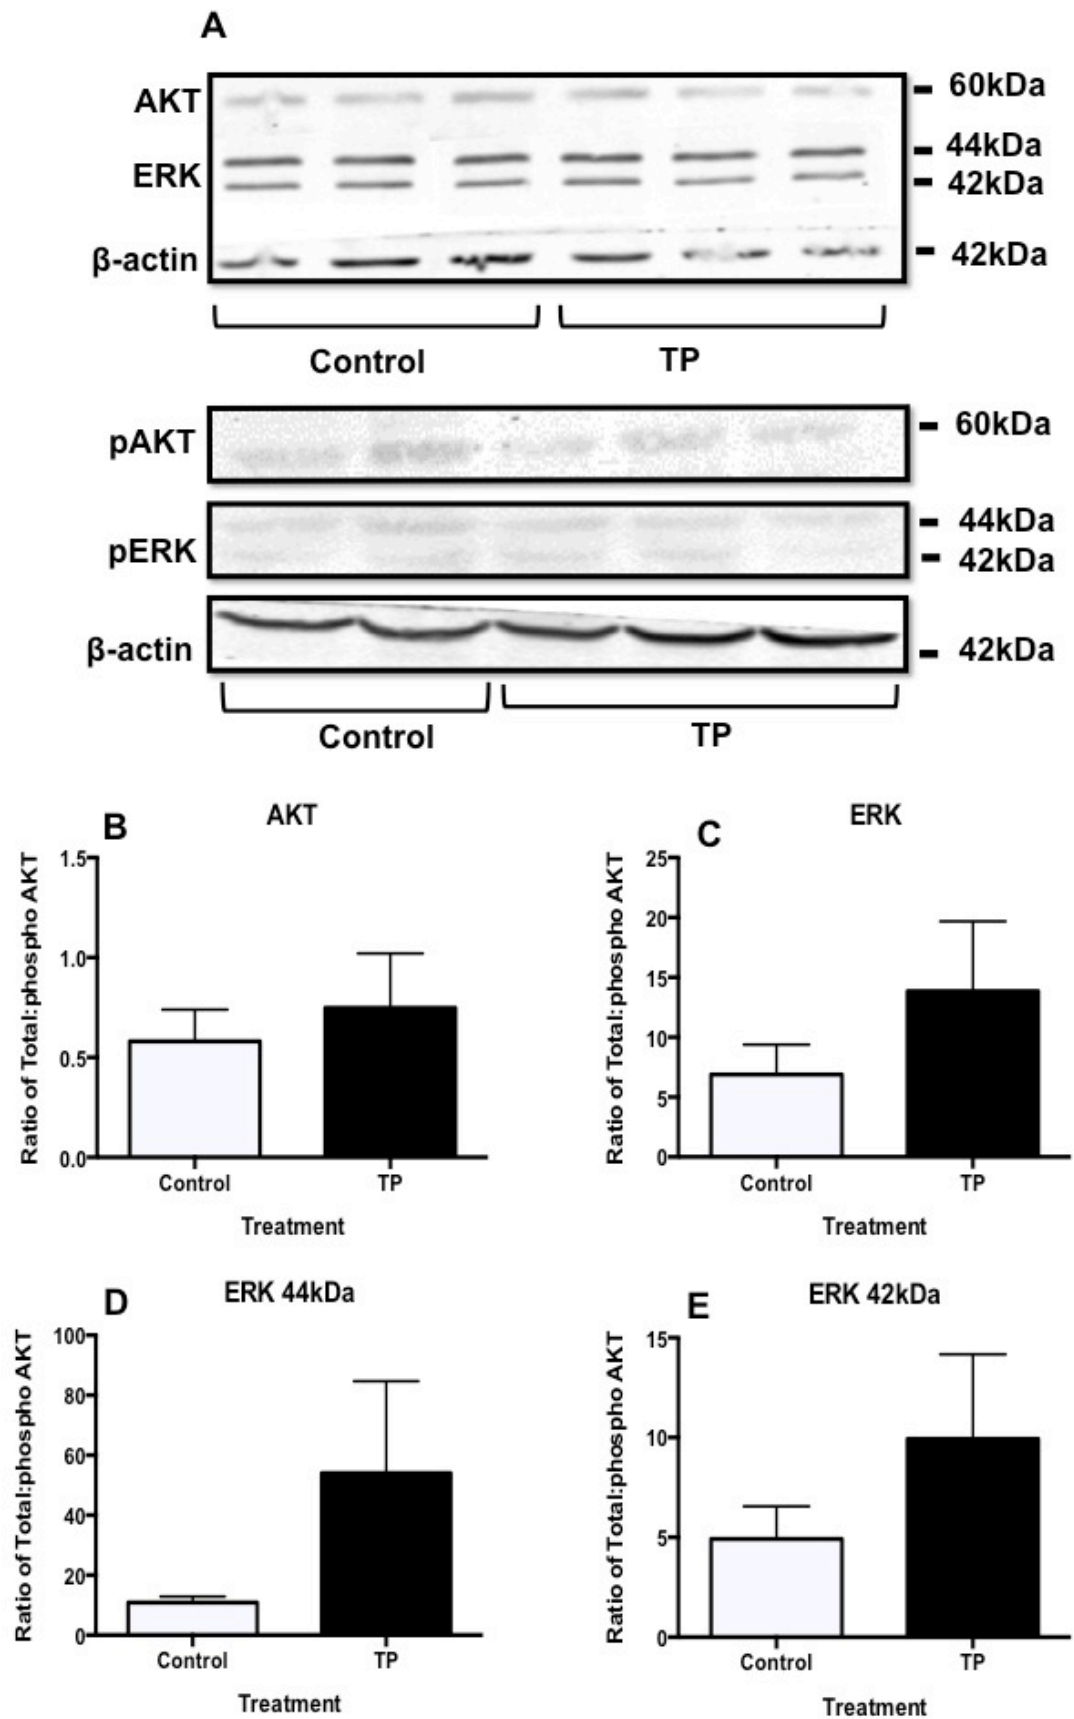 A
AKT
60kDa
ERK
44kDa
42kDa
β-actin
42kDa
Control
TP
pAKT
60kDa
pERK
44kDa
42kDa
β-actin
42kDa
Control
TP
B
AKT
Ratio of Total:phospho AKT
1.5
1.0
0.5
0.0
Control
TP
Treatment
C
ERK
Ratio of Total:phospho AKT
25
20
15
10
5
0
Control
TP
Treatment
D
ERK 44kDa
Ratio of Total:phospho AKT
100
80
60
40
20
0
Control
TP
Treatment
E
ERK 42kDa
Ratio of Total:phospho AKT
15
10
5
0
Control
TP
Treatment